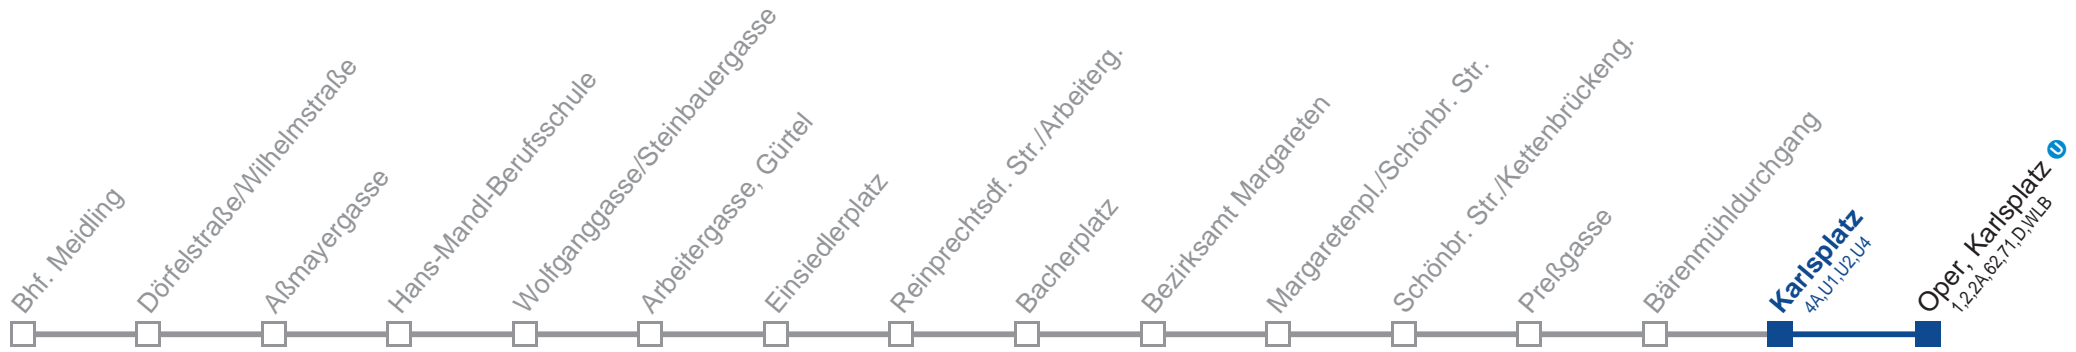 Bhf. Meidling
Dörfelstraße/Wilhelmstraße
Aßmayergasse
Hans-Mandl-Berufsschule
Wolfganggasse/Steinbauergasse
Arbeitergasse, Gürtel
Einsiedlerplatz
Reinprechtsdf. Str./Arbeiterg.
Bacherplatz
Bezirksamt Margareten
Margaretenpl./Schönbr. Str.
Schönbr. Str./Kettenbrückeng.
Preßgasse
Bärenmühldurchgang
Karlsplatz
4A,U1,U2,U4
Oper, Karlsplatz U
1,2,2A,62,71,D,WLB